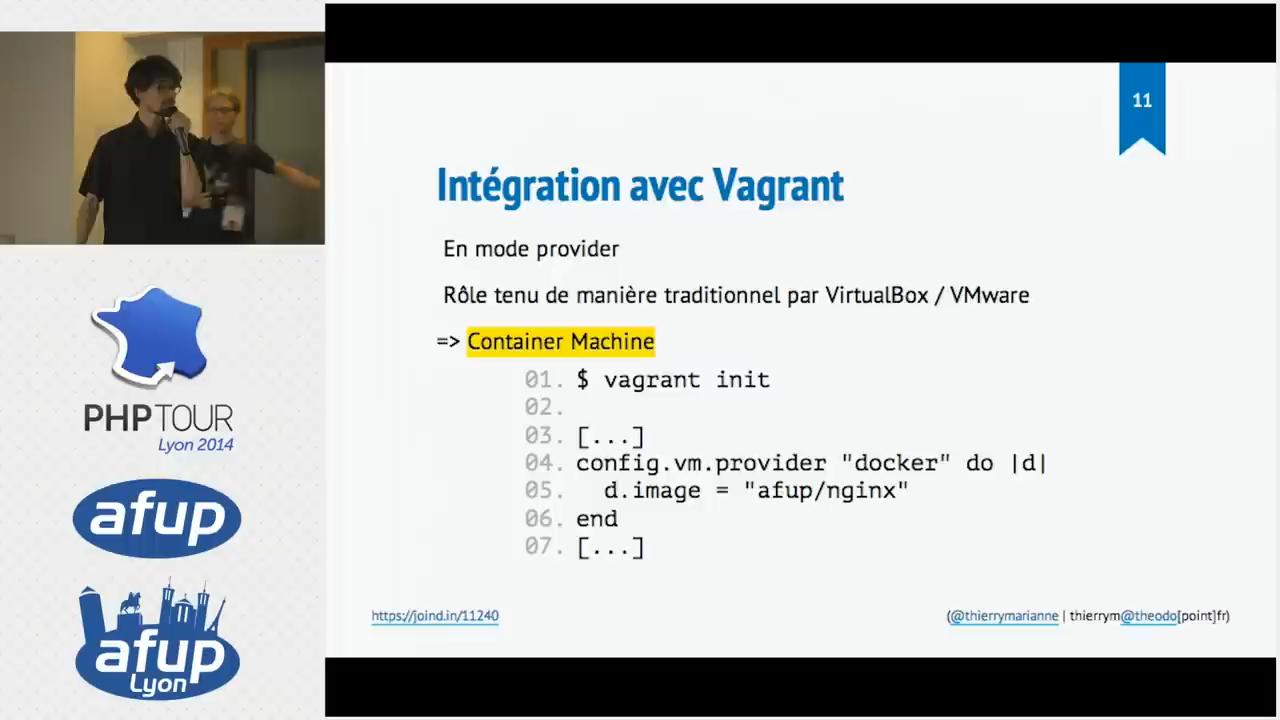 11
Intégration avec Vagrant
En mode provider
Rôle tenu de manière traditionnel par VirtualBox / VMware
=> Container Machine
01. $ vagrant init
02.
03. [...]
04. config.vm.provider "docker" do |d|
05.   d.image = "afup/nginx"
06. end
07. [...]
https://joind.in/11240
(@thierrymarianne | thierrym@theodo[point]fr)
PHPTOUR
Lyon 2014
afup
afup
Lyon